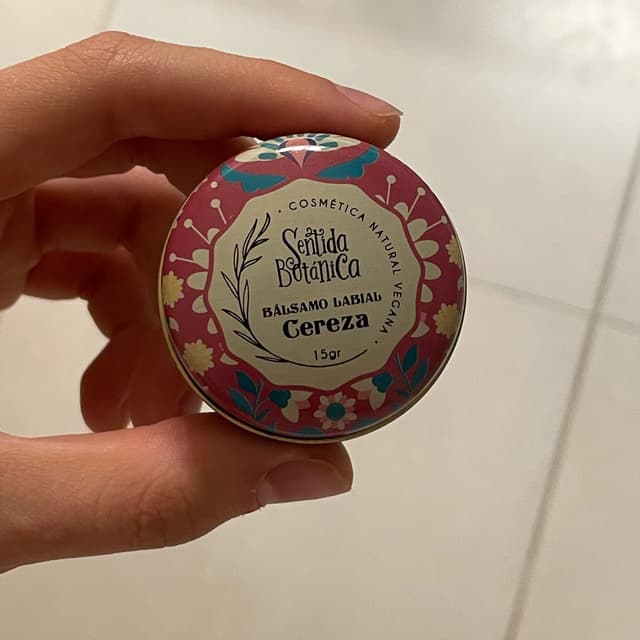 · COSMÉTICA NATURAL VEGANA ·
Sentida
Botánica
BÁLSAMO LABIAL
Cereza
15gr